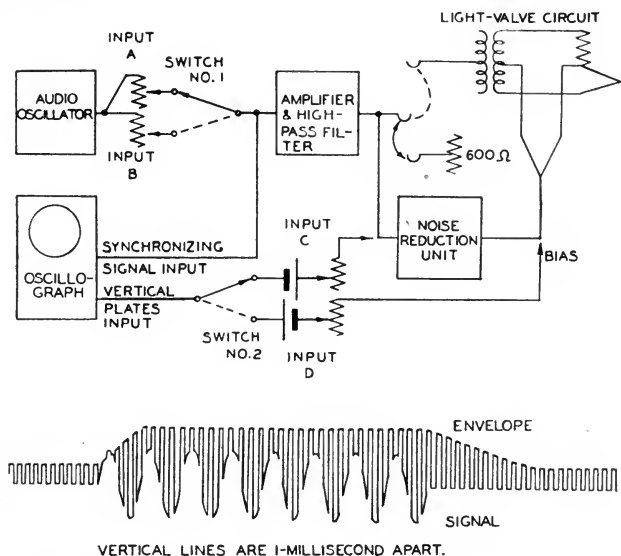 LIGHT-VALVE CIRCUIT
INPUT
A
SWITCH
NO. 1
AUDIO
OSCILLATOR
AMPLIFIER
& HIGH-
PASS FIL-
TER
INPUT
B
600 Ω
INPUT
C
NOISE
REDUCTION
UNIT
SYNCHRONIZING
SIGNAL INPUT
OSCILLO-
GRAPH
VERTICAL
PLATES
INPUT
BIAS
SWITCH
NO.2
INPUT
D
ENVELOPE
SIGNAL
VERTICAL LINES ARE 1-MILLISECOND APART.